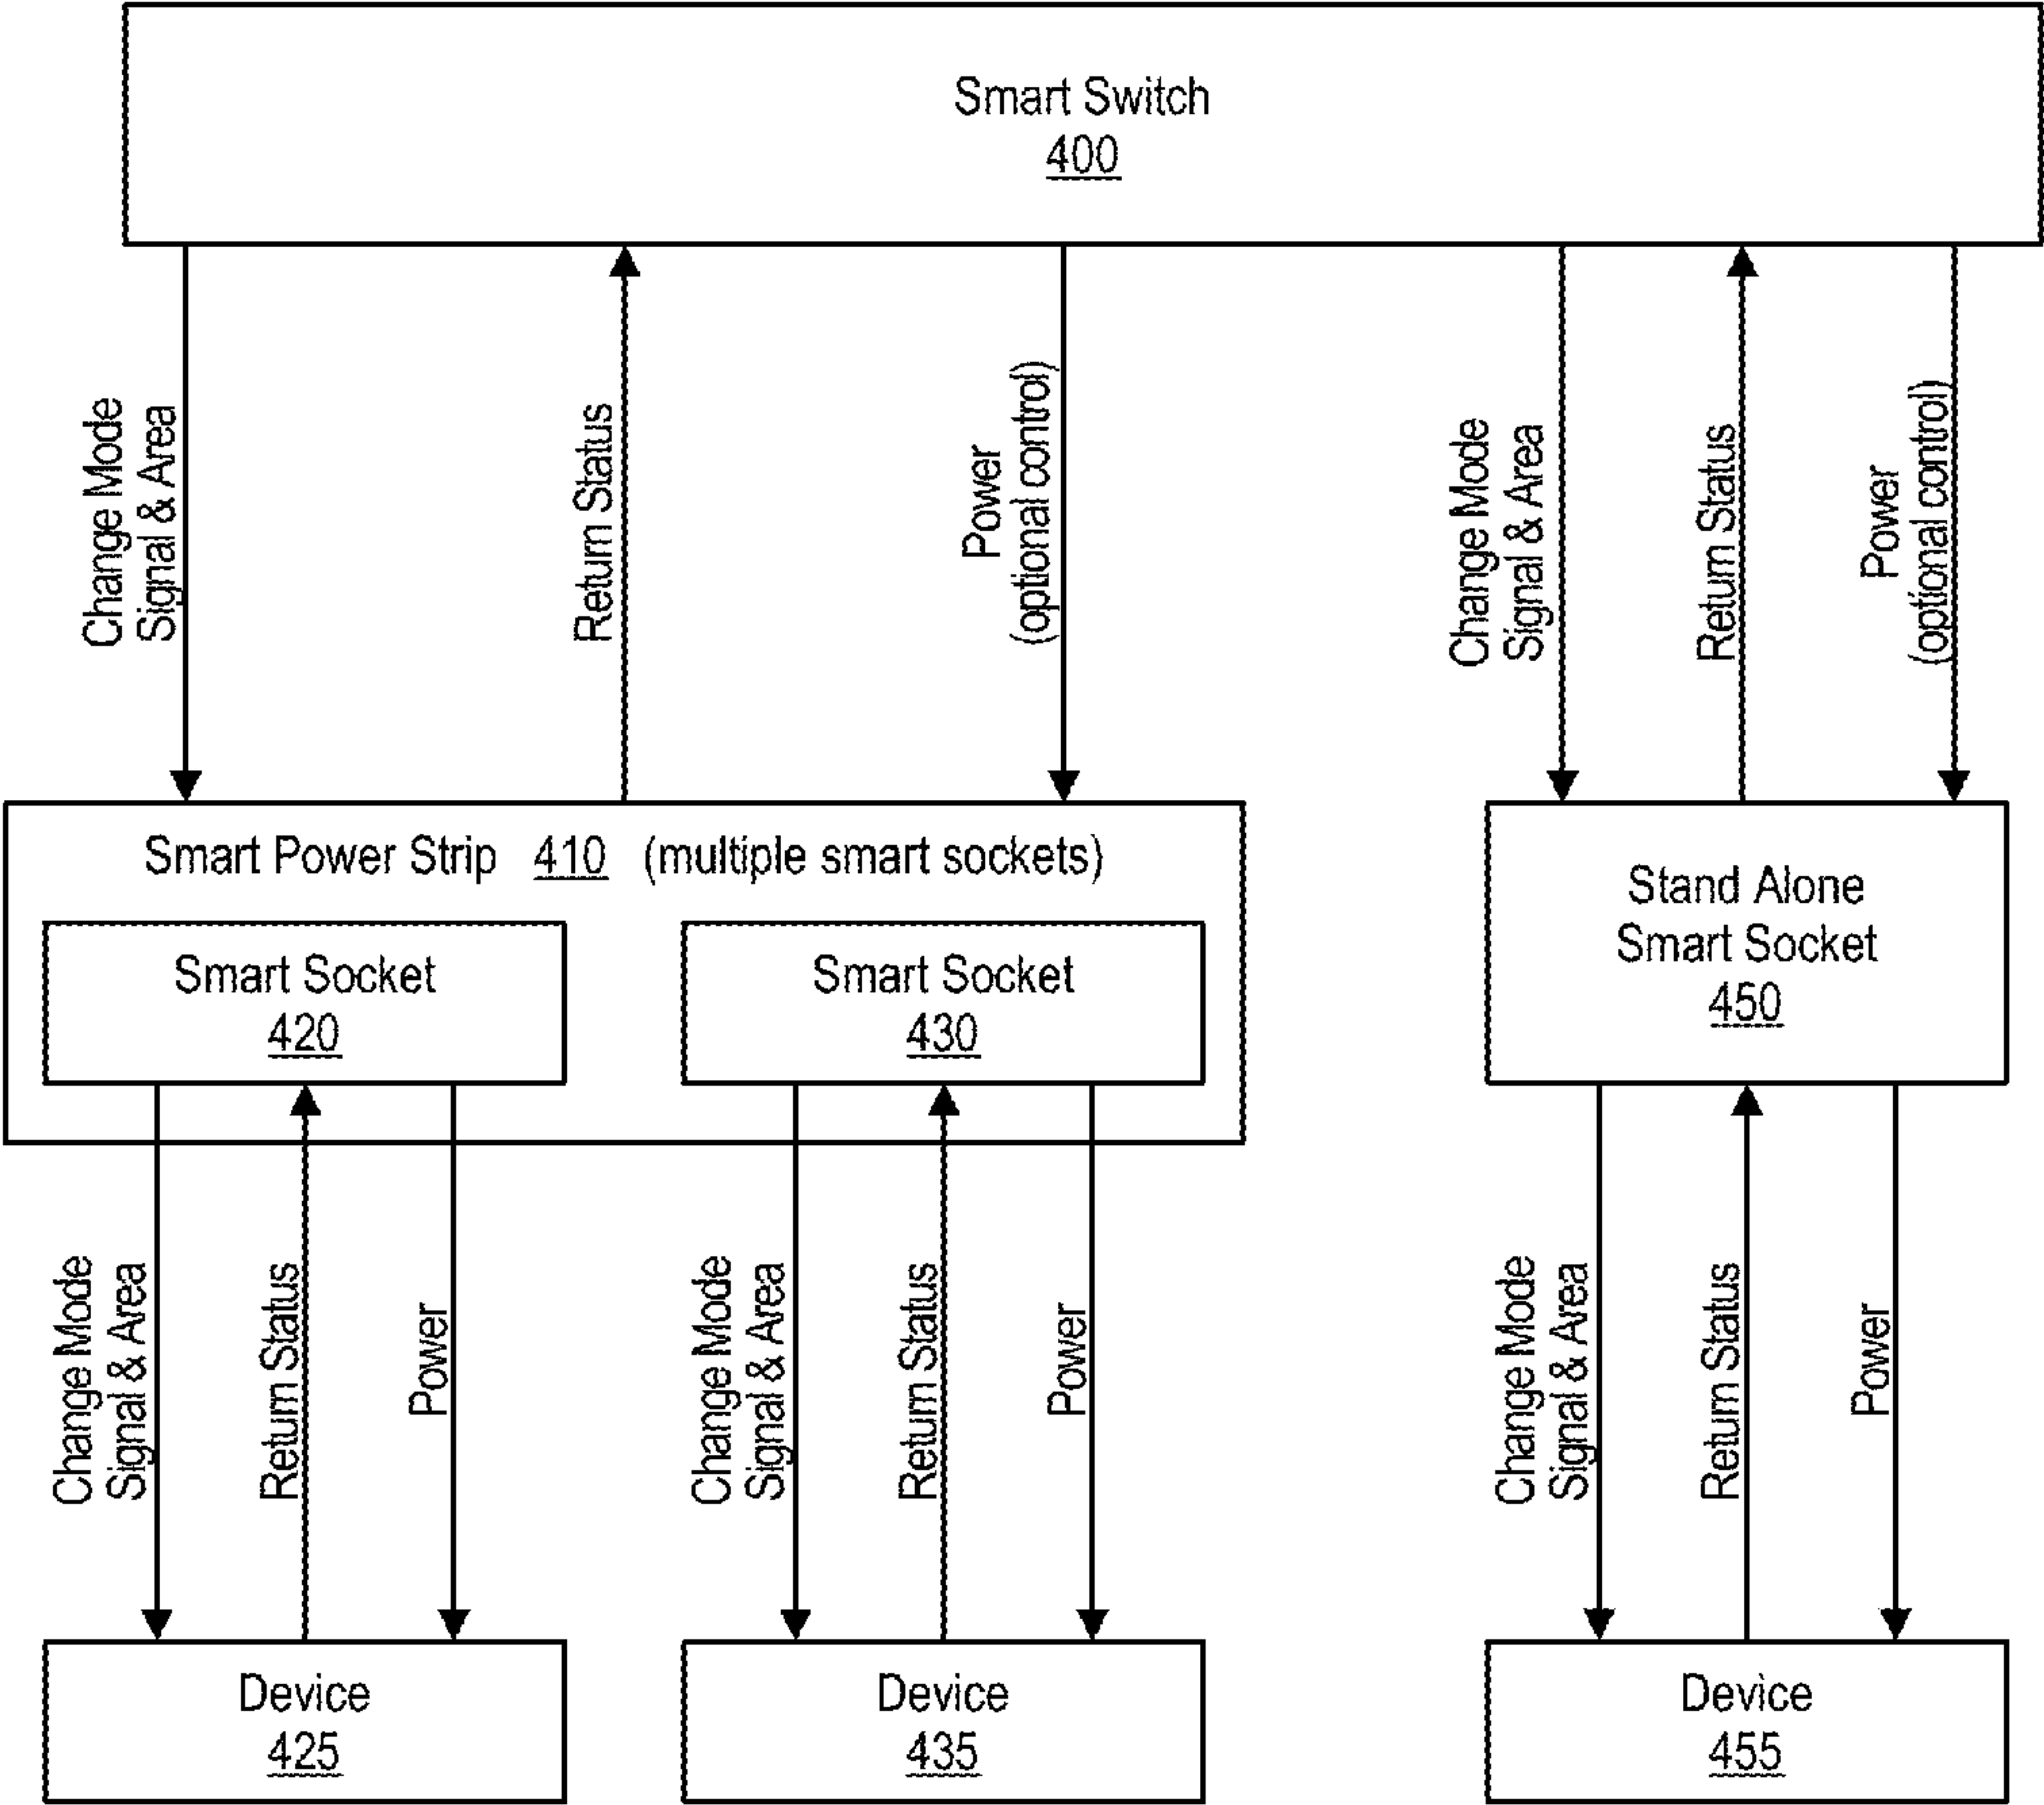 Smart Switch
400
Change Mode
Signal & Area
Return Status
Power
(optional control)
Change Mode
Signal & Area
Return Status
Power
(optional control)
Smart Power Strip 410 (multiple smart sockets)
Smart Socket
420
Smart Socket
430
Stand Alone
Smart Socket
450
Change Mode
Signal & Area
Return Status
Power
Change Mode
Signal & Area
Return Status
Power
Change Mode
Signal & Area
Return Status
Power
Device
425
Device
435
Device
455